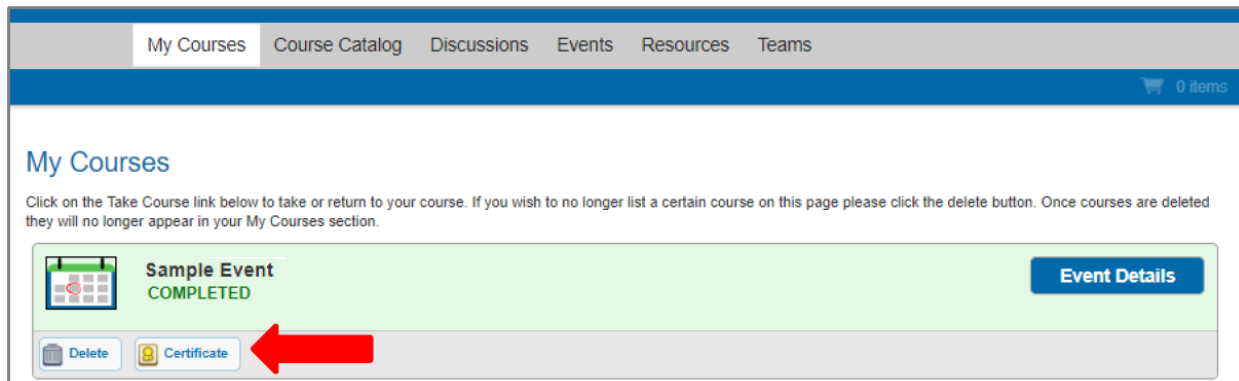 My Courses Course Catalog Discussions Events Resources Teams
0 items
My Courses
Click on the Take Course link below to take or return to your course. If you wish to no longer list a certain course on this page please click the delete button. Once courses are deleted
they will no longer appear in your My Courses section.
Sample Event
COMPLETED
Event Details
Delete Certificate